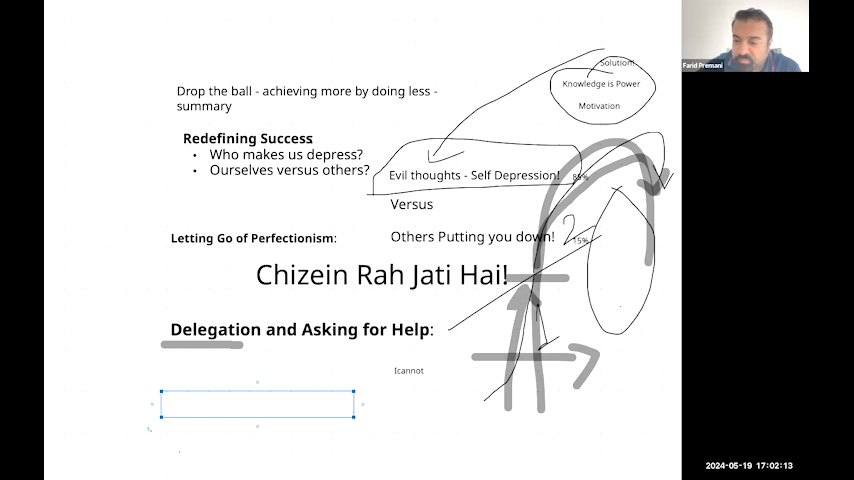 Farid Premani
Solution!
Knowledge is Power
Motivation
Drop the ball - achieving more by doing less -
summary
Redefining Success
• Who makes us depress?
• Ourselves versus others?
Evil thoughts - Self Depression! 85%
Versus
Others Putting you down! 2 15%
Letting Go of Perfectionism:
Chizein Rah Jati Hai!
Delegation and Asking for Help:
Icannot
2024-05-19 17:02:13